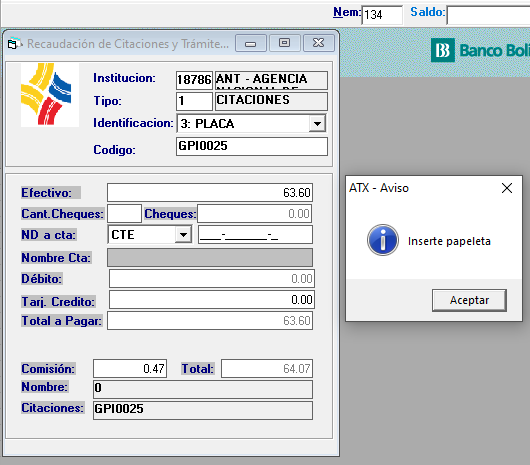 Nem: 134 Saldo:
Recaudación de Citaciones y Trámite...
Banco Boli
Institucion: 18786 ANT - AGENCIA
Tipo: 1 CITACIONES
Identificacion: 3: PLACA
Codigo: GPI0025
Efectivo: 63.60
Cant.Cheques: Cheques: 0.00
ND a cta: CTE ___-______-_
Nombre Cta:
Débito: 0.00
Tarj. Credito: 0.00
Total a Pagar: 63.60
Comisión: 0.47 Total: 64.07
Nombre: 0
Citaciones: GPI0025
ATX - Aviso
Inserte papeleta
Aceptar